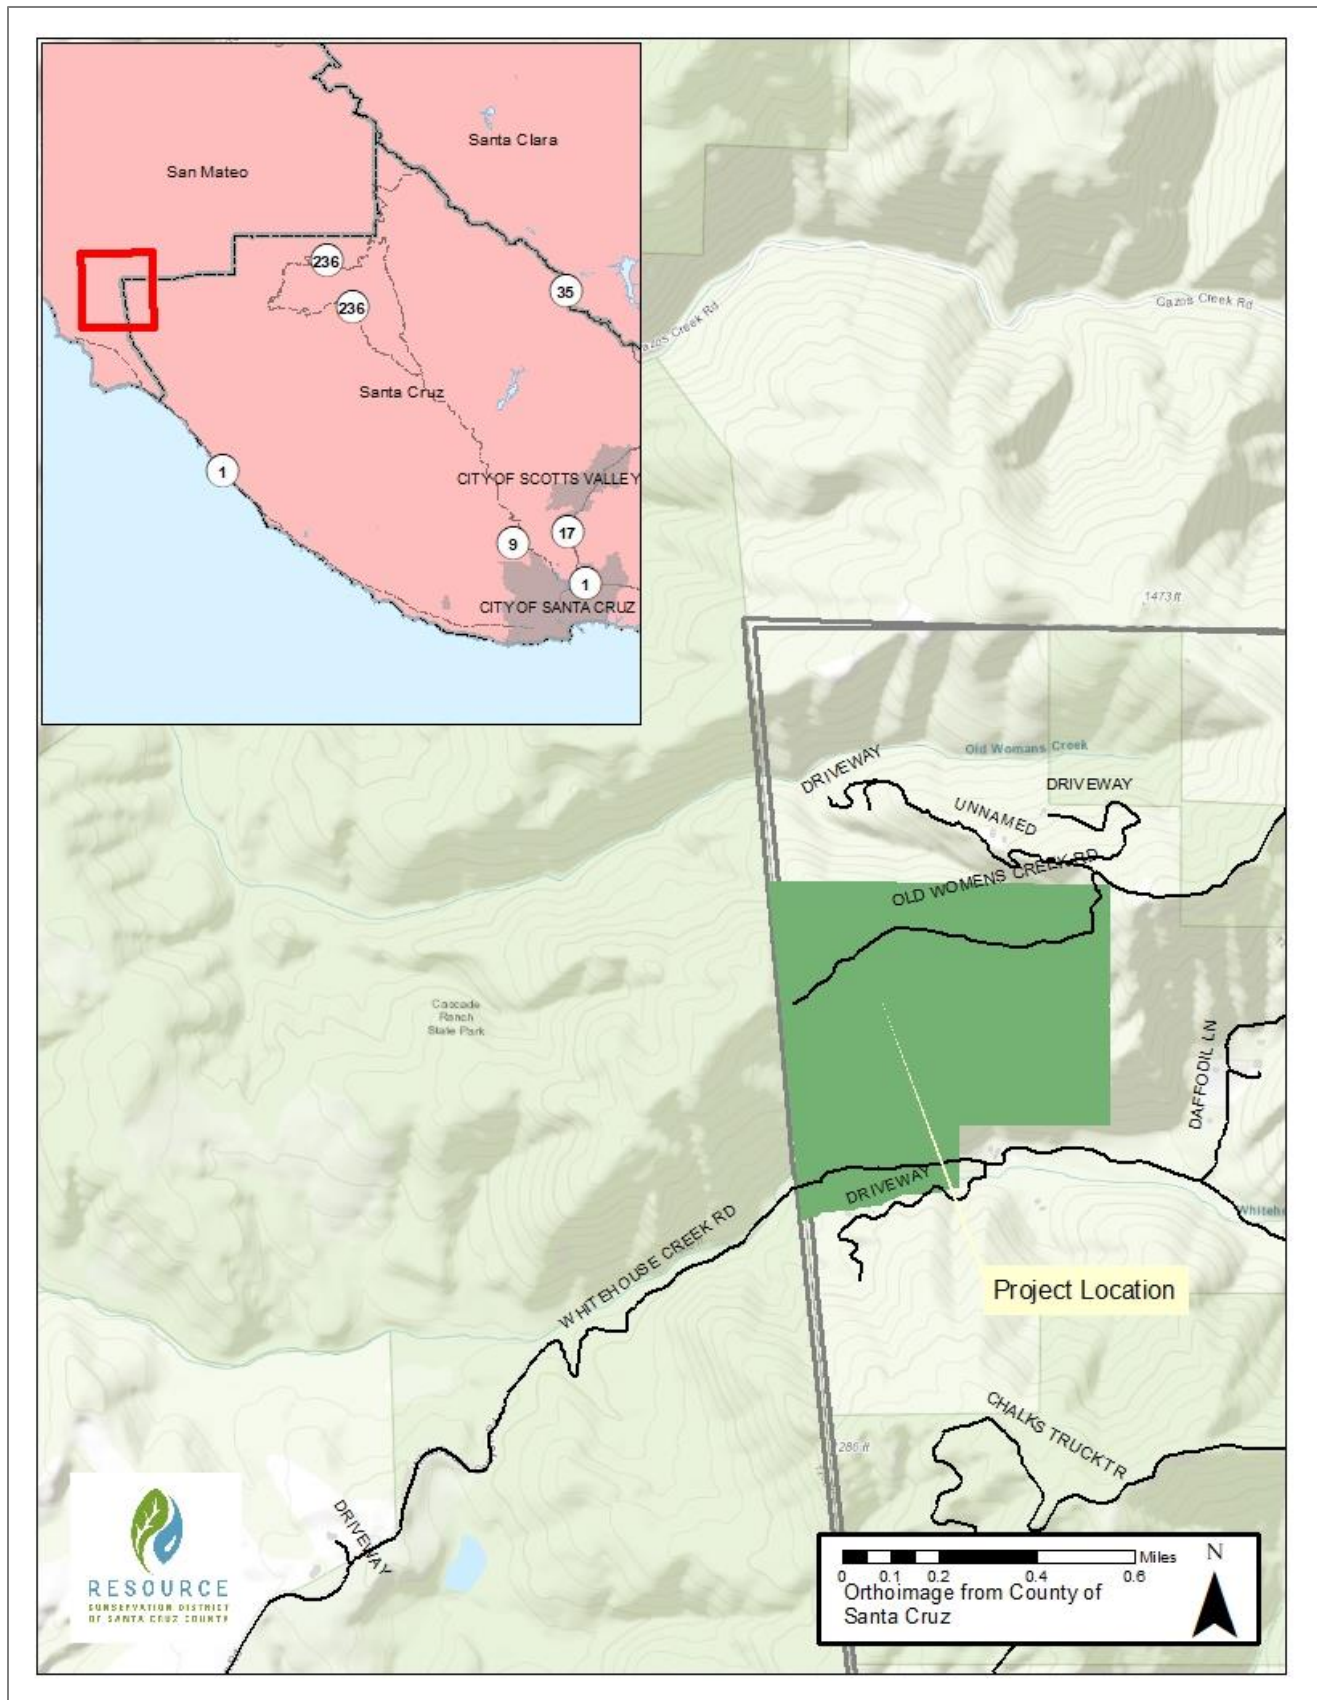 San Mateo
Santa Clara
236
236
35
Santa Cruz
1
CITY OF SCOTTS VALLEY
9
17
1
CITY OF SANTA CRUZ
Gazos Creek Rd
Gazos Creek Rd
1473 ft
Old Womans Creek
DRIVEWAY
DRIVEWAY
UNNAMED
OLD WOMENS CREEK RD
Cascade
Ranch
State Park
DAFFODIL LN
DRIVEWAY
WHITEHOUSE CREEK RD
Project Location
CHALKS TRUCK TR
DRIVEWAY
RESOURCE
CONSERVATION DISTRICT
OF SANTA CRUZ COUNTY
Miles
N
0 0.1 0.2 0.4 0.6
Orthoimage from County of
Santa Cruz